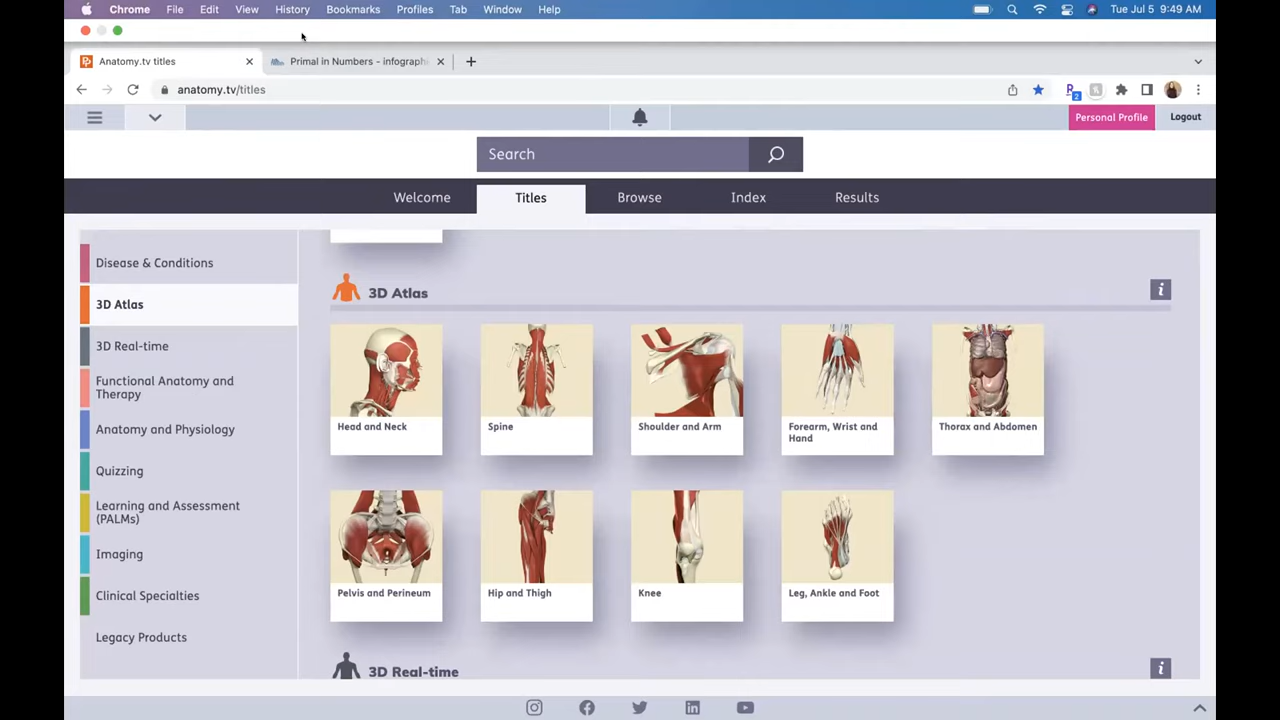 Chrome File Edit View History Bookmarks Profiles Tab Window Help Tue Jul 5 9:49 AM
Anatomy.tv titles Primal in Numbers - infographi
anatomy.tv/titles
2
Personal Profile Logout
Search
Welcome Titles Browse Index Results
Disease & Conditions
3D Atlas
3D Real-time
Functional Anatomy and
Therapy
Anatomy and Physiology
Quizzing
Learning and Assessment
(PALMs)
Imaging
Clinical Specialties
Legacy Products
3D Atlas
Head and Neck
Spine
Shoulder and Arm
Forearm, Wrist and
Hand
Thorax and Abdomen
Pelvis and Perineum
Hip and Thigh
Knee
Leg, Ankle and Foot
3D Real-time